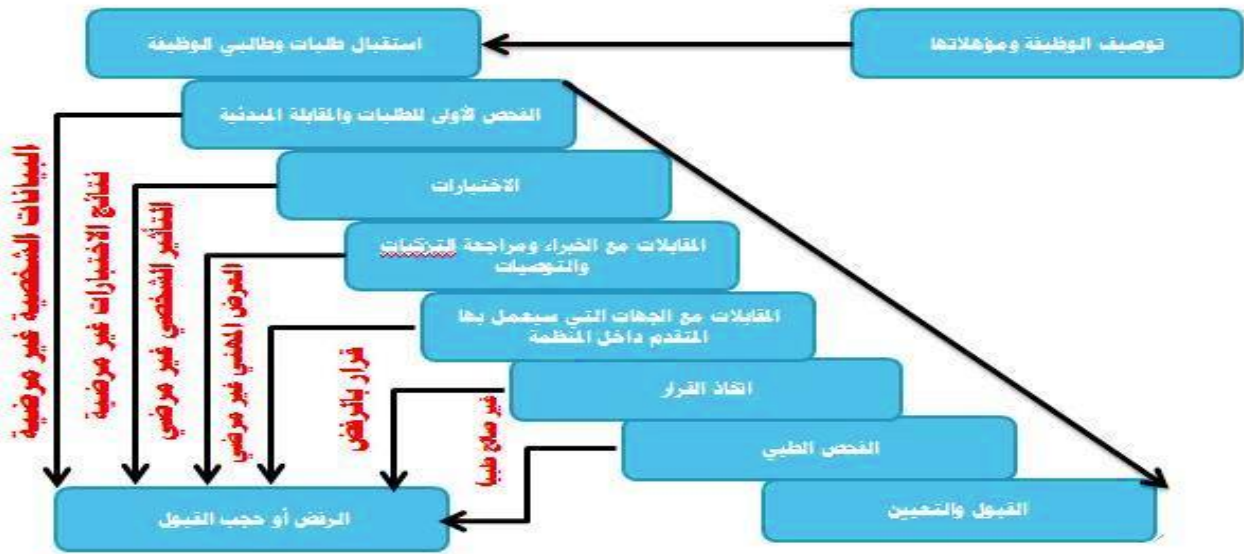 توصيف الوظيفة ومؤهلاتها
استقبال طلبات وطالبي الوظيفة
الفحص الأولى للطلبات والمقابلة المبدئية
الاختبارات
المقابلات مع الخبراء ومراجعة التزكيات
والتوصيات
المقابلات مع الجهات التي سيعمل بها
المتقدم داخل المنظمة
اتخاذ القرار
الفحص الطبي
القبول والتعيين
الرفض أو حجب القبول
البيانات الشخصية غير مرضية
نتائج الاختبارات غير مرضية
التأثير الشخصي غير مرضي
العرض المهني غير مرضي
قرار بالرفض
غير صالح طبيا